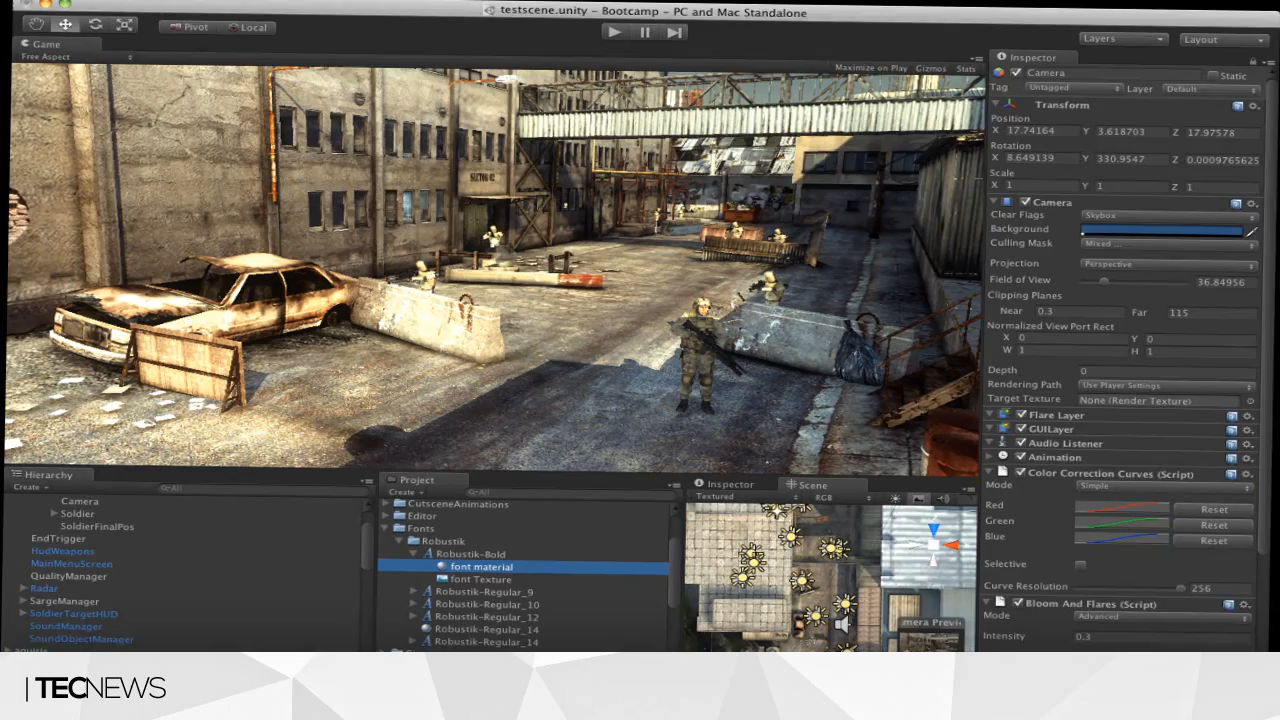 testscene.unity - Bootcamp - PC and Mac Standalone
Pivot Local
Layers Layout
Game
Free Aspect
Maximize on Play Gizmos Stats
SECTOR 02
Inspector
Camera Static
Tag Untagged Layer Default
Transform
Position
X 17.74164 Y 3.618703 Z 17.97578
Rotation
X 8.649139 Y 330.9547 Z 0.0009765625
Scale
X 1 Y 1 Z 1
Camera
Clear Flags Skybox
Background
Culling Mask Mixed ...
Projection Perspective
Field of View 36.84956
Clipping Planes
Near 0.3 Far 115
Normalized View Port Rect
X 0 Y 0
W 1 H 1
Depth 0
Rendering Path Use Player Settings
Target Texture None (Render Texture)
Flare Layer
GUILayer
Audio Listener
Animation
Color Correction Curves (Script)
Mode Simple
Red Reset
Green Reset
Blue Reset
Selective
Curve Resolution 256
Bloom And Flares (Script)
Mode Advanced
Intensity 0.3
Hierarchy
Create All
Camera
Soldier
SoldierFinalPos
EndTrigger
HudWeapons
MainMenuScreen
QualityManager
Radar
SargeManager
SoldierTargetHUD
SoundManager
SoundObjectManager
Project
Create All
CutsceneAnimations
Editor
Fonts
Robustik
Robustik-Bold
font material
font Texture
Robustik-Regular_9
Robustik-Regular_10
Robustik-Regular_12
Robustik-Regular_14
Robustik-Regular_14
Inspector Scene
Textured RGB
mera Previ
| TECNEWS